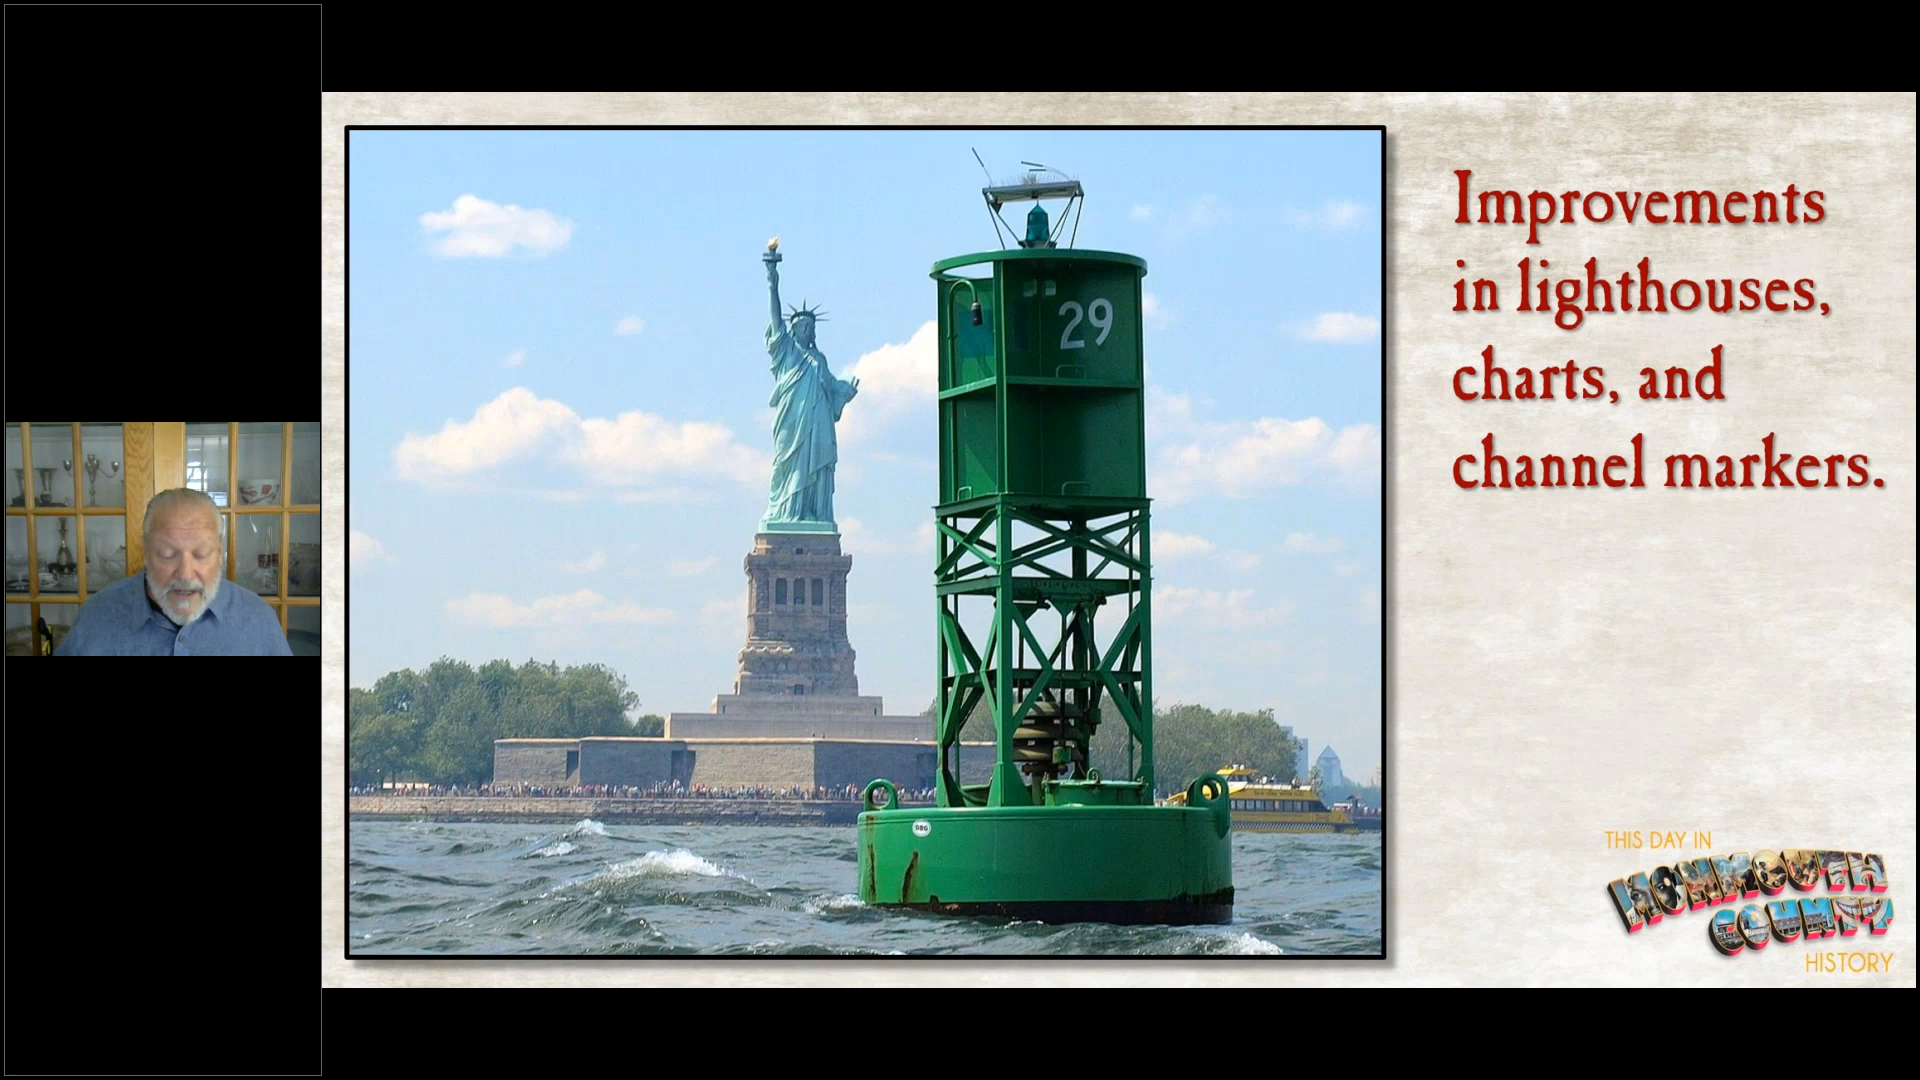 Improvements
in lighthouses,
charts, and
channel markers.
29
THIS DAY IN
MONMOUTH
COUNTY
HISTORY